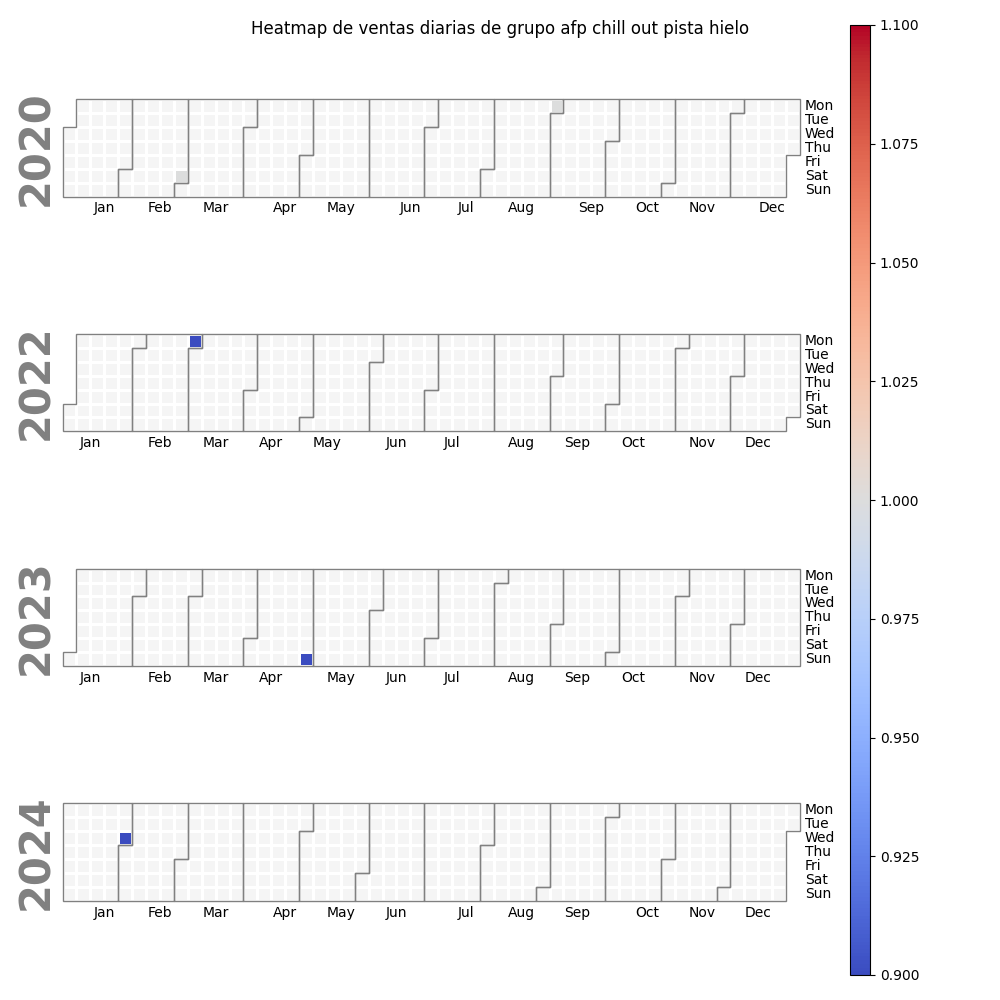 Heatmap de ventas diarias de grupo afp chill out pista hielo
2020
Mon
Tue
Wed
Thu
Fri
Sat
Sun
Jan Feb Mar Apr May Jun Jul Aug Sep Oct Nov Dec
2022
Mon
Tue
Wed
Thu
Fri
Sat
Sun
Jan Feb Mar Apr May Jun Jul Aug Sep Oct Nov Dec
2023
Mon
Tue
Wed
Thu
Fri
Sat
Sun
Jan Feb Mar Apr May Jun Jul Aug Sep Oct Nov Dec
2024
Mon
Tue
Wed
Thu
Fri
Sat
Sun
Jan Feb Mar Apr May Jun Jul Aug Sep Oct Nov Dec
1.100
1.075
1.050
1.025
1.000
0.975
0.950
0.925
0.900